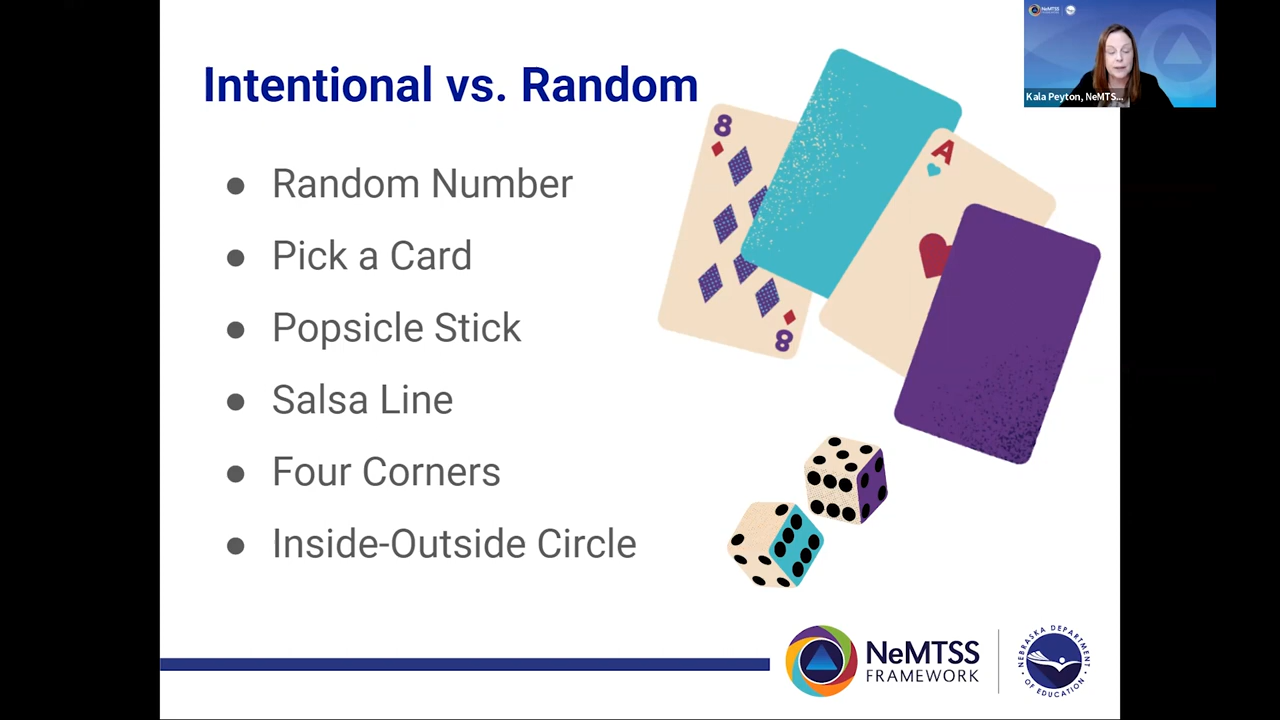 Intentional vs. Random
● Random Number
● Pick a Card
● Popsicle Stick
● Salsa Line
● Four Corners
● Inside-Outside Circle
8
A
8
NeMTSS
FRAMEWORK
NEBRASKA DEPARTMENT
OF EDUCATION
NeMTSS
Kala Peyton, NeMTS...